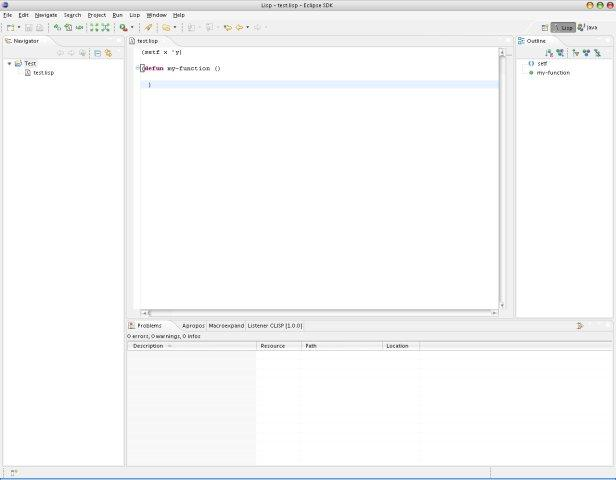 Lisp - test.lisp - Eclipse SDK
File Edit Navigate Search Project Run Lisp Window Help
Lisp Java
Navigator
Test
test.lisp
test.lisp
(setf x 'y)
(defun my-function ()
)
Outline
setf
my-function
Problems Apropos Macroexpand Listener CLISP [1.0.0]
0 errors, 0 warnings, 0 infos
Description Resource Path Location